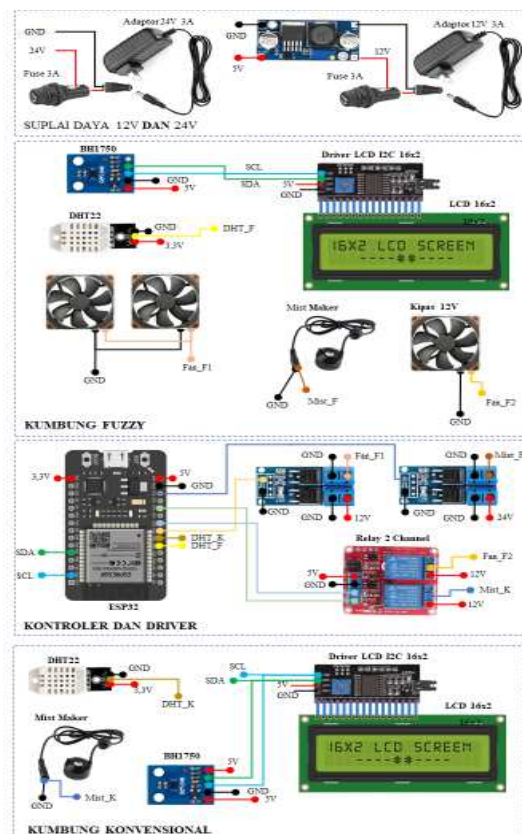 Adaptor 24V 3A
GND
24V
Fuse 3A
GND
5V
12V
Fuse 3A
Adaptor 12V 3A
SUPLAI DAYA 12V DAN 24V
BH1750
SCL
GND
SDA
5V
Driver LCD I2C 16x2
5V
GND
LCD 16x2
16x2
16X2 LCD SCREEN
DHT22
GND
DHT_F
3,3V
GND
Fan_F1
Mist Maker
GND
Mist_F
Kipas 12V
GND
Fan_F2
KUMBUNG FUZZY
3,3V
5V
GND
SDA
SCL
DHT_K
DHT_F
ESP32
GND
Fan_F1
GND
12V
GND
GND
24V
Relay 2 Channel
5V
GND
Fan_F2
12V
Mist_K
12V
KONTROLER DAN DRIVER
DHT22
GND
3,3V
DHT_K
SCL
SDA
Driver LCD I2C 16x2
5V
GND
LCD 16x2
16x2
16X2 LCD SCREEN
Mist Maker
GND
Mist_K
BH1750
5V
GND
5V
KUMBUNG KONVENSIONAL